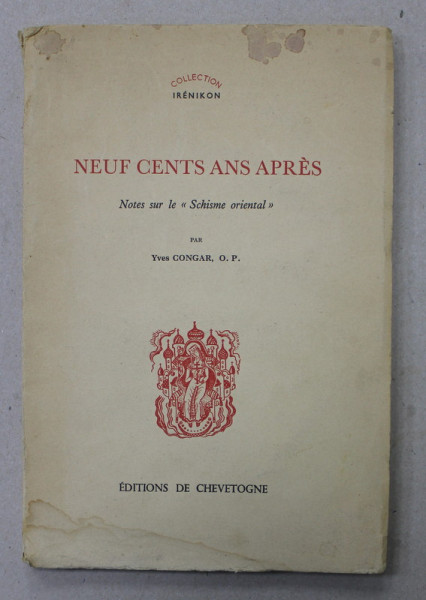 COLLECTION
IRÉNIKON
NEUF CENTS ANS APRÈS
Notes sur le « Schisme oriental »
PAR
Yves CONGAR, O. P.
ÉDITIONS DE CHEVETOGNE